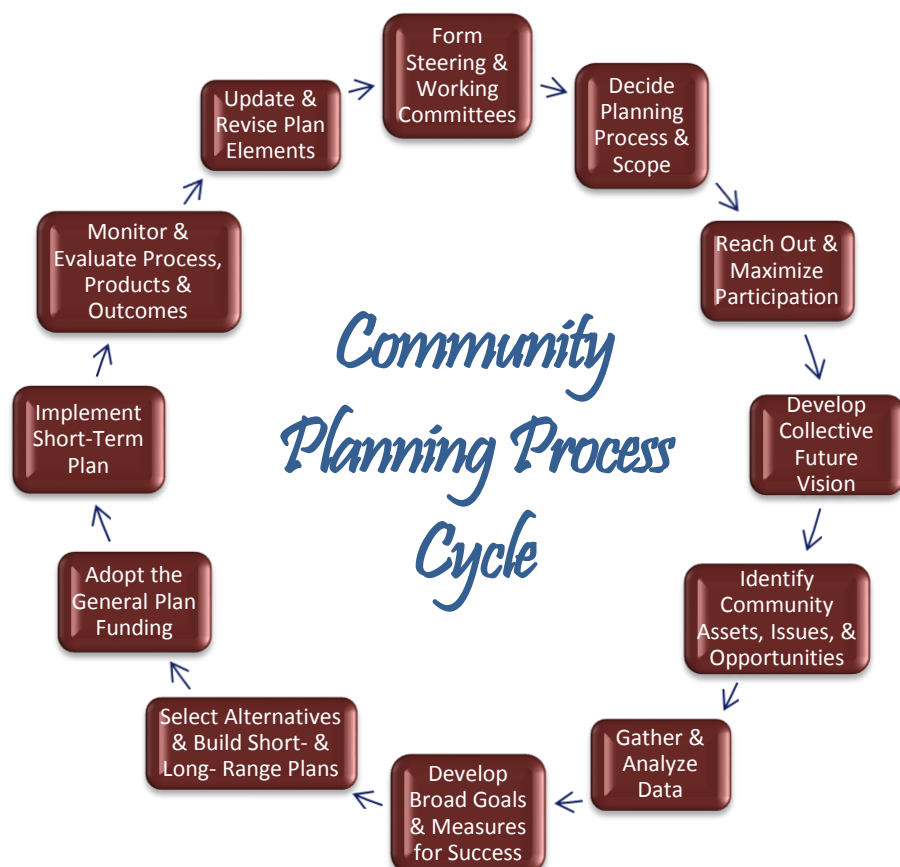 Form
Steering &
Working
Committees
Decide
Planning
Process &
Scope
Reach Out &
Maximize
Participation
Develop
Collective
Future
Vision
Identify
Community
Assets, Issues, &
Opportunities
Gather &
Analyze
Data
Develop
Broad Goals
& Measures
for Success
Select Alternatives
& Build Short- &
Long- Range Plans
Adopt the
General Plan
Funding
Implement
Short-Term
Plan
Monitor &
Evaluate Process,
Products &
Outcomes
Update &
Revise Plan
Elements
Community
Planning Process
Cycle